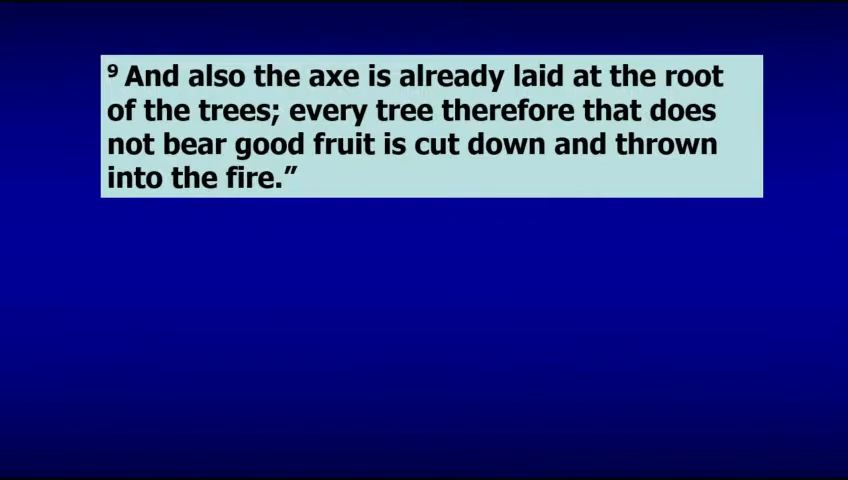 ⁹ And also the axe is already laid at the root
of the trees; every tree therefore that does
not bear good fruit is cut down and thrown
into the fire.”